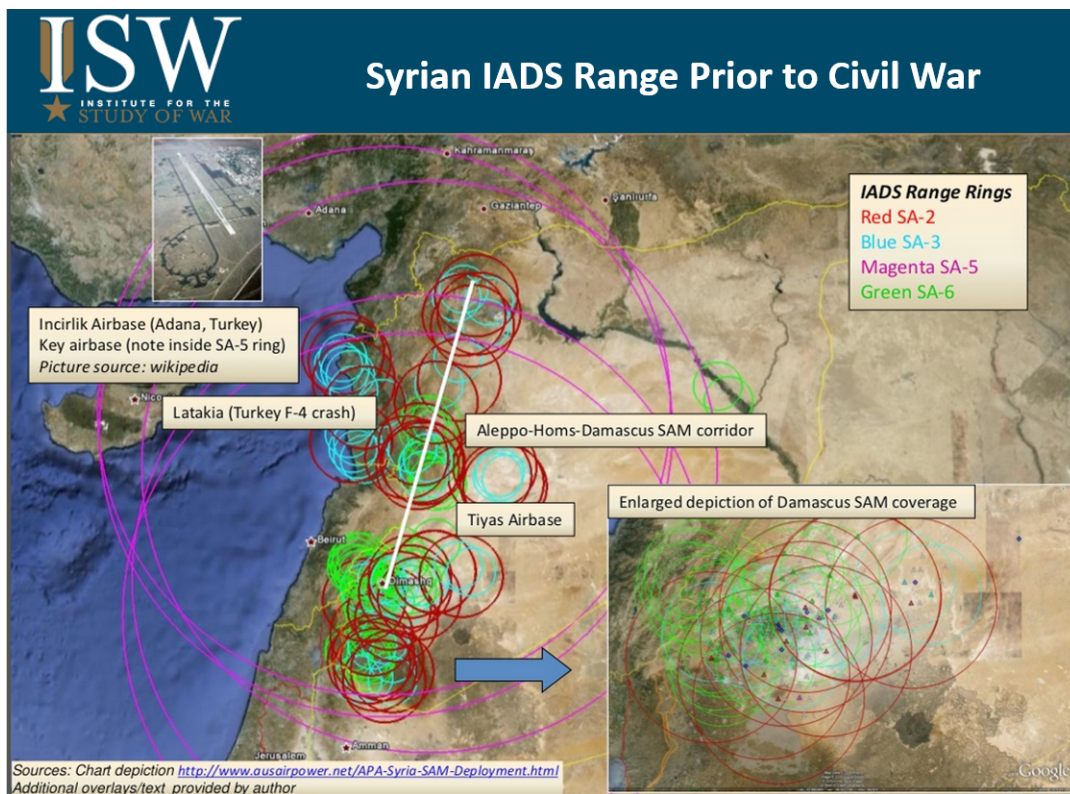 ISW
INSTITUTE FOR THE
STUDY OF WAR
Syrian IADS Range Prior to Civil War
Kahramanmaraş
Adana
Gaziantep
Şanlıurfa
IADS Range Rings
Red SA-2
Blue SA-3
Magenta SA-5
Green SA-6
Incirlik Airbase (Adana, Turkey)
Key airbase (note inside SA-5 ring)
Picture source: wikipedia
Nico
Latakia (Turkey F-4 crash)
Aleppo-Homs-Damascus SAM corridor
Tiyas Airbase
Enlarged depiction of Damascus SAM coverage
Beirut
Dimashq
Amman
Jerusalem
Google
Sources: Chart depiction http://www.ausairpower.net/APA-Syria-SAM-Deployment.html
Additional overlays/text provided by author